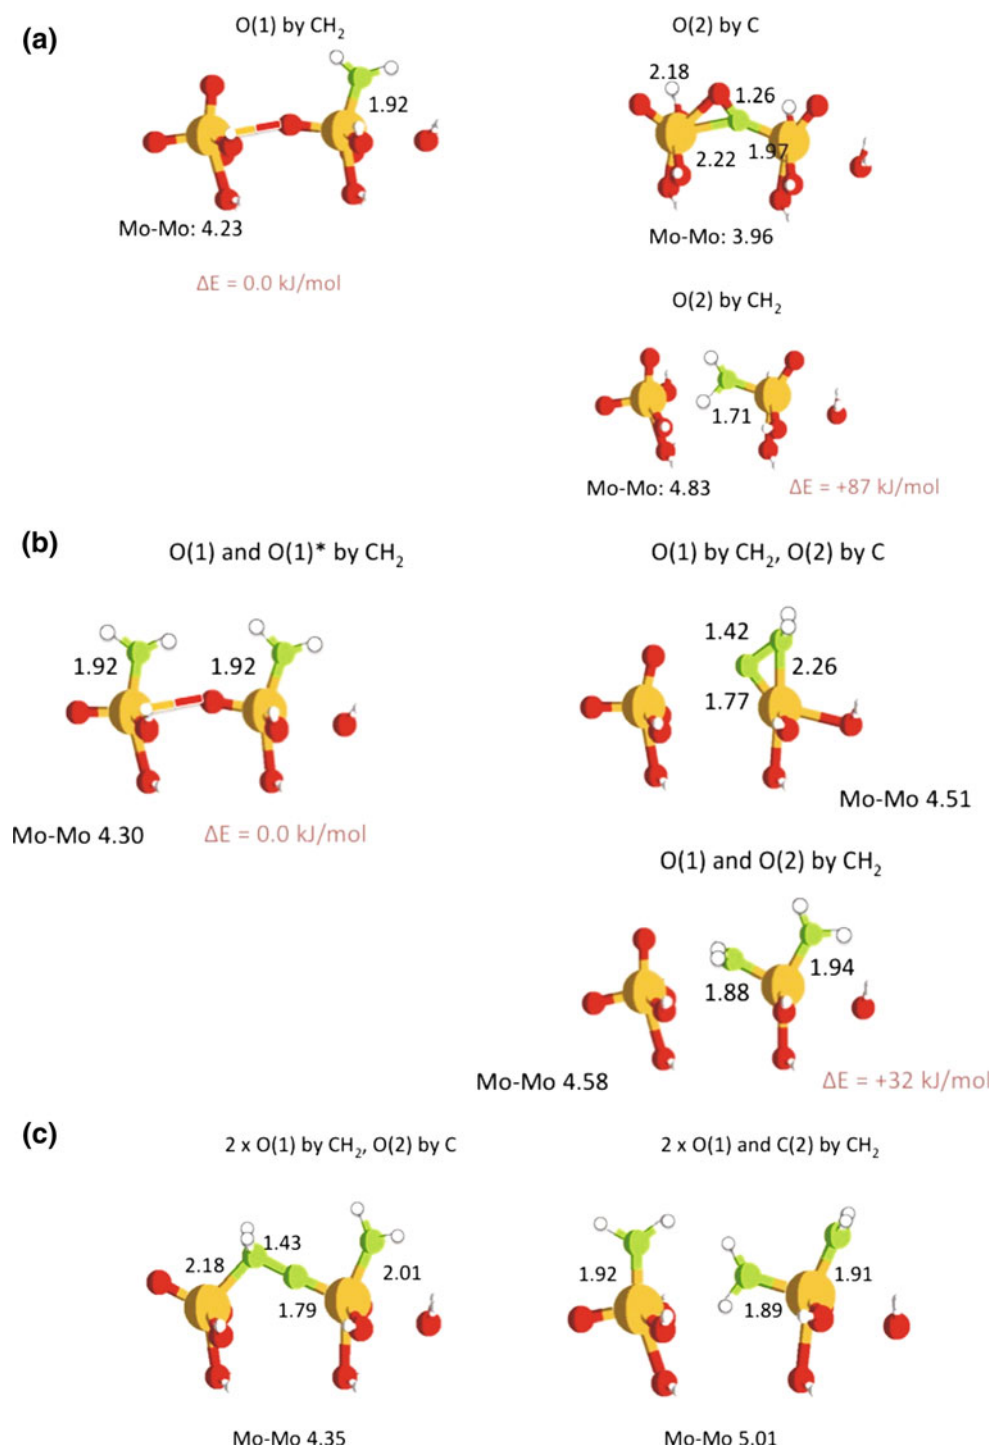 (a)
O(1) by CH2
O(2) by C
1.92
Mo-Mo: 4.23
ΔE = 0.0 kJ/mol
2.18
1.26
2.22
1.97
Mo-Mo: 3.96
O(2) by CH2
1.71
Mo-Mo: 4.83
ΔE = +87 kJ/mol
(b)
O(1) and O(1)* by CH2
O(1) by CH2, O(2) by C
1.92
1.92
Mo-Mo 4.30
ΔE = 0.0 kJ/mol
1.42
2.26
1.77
Mo-Mo 4.51
O(1) and O(2) by CH2
1.94
1.88
Mo-Mo 4.58
ΔE = +32 kJ/mol
(c)
2 x O(1) by CH2, O(2) by C
2 x O(1) and C(2) by CH2
2.18
1.43
2.01
1.79
Mo-Mo 4.35
1.92
1.91
1.89
Mo-Mo 5.01